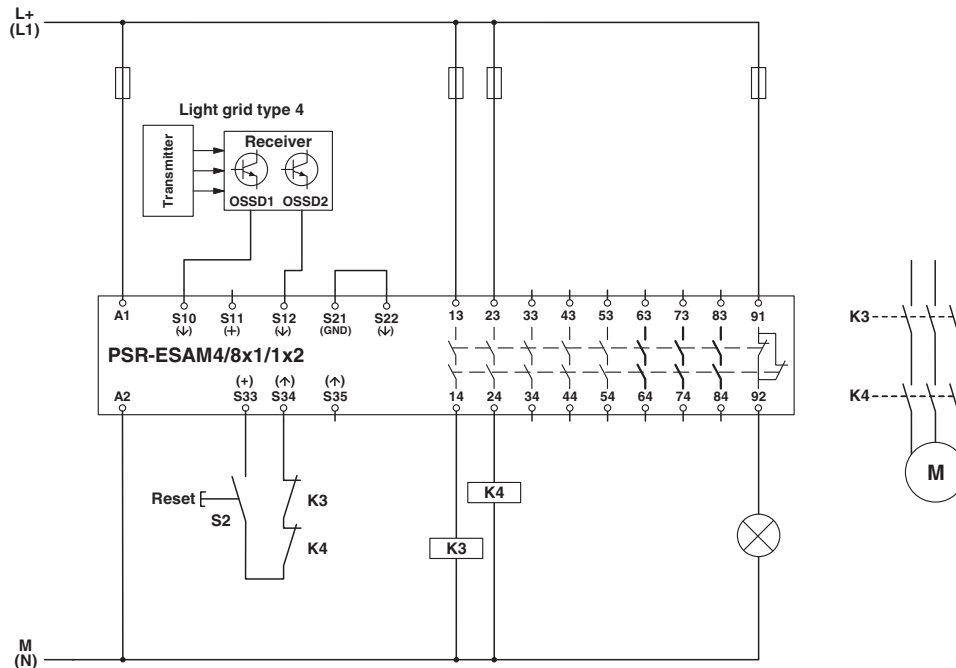 L+
(L1)
Light grid type 4
Transmitter
Receiver
OSSD1 OSSD2
A1 S10 S11 S12 S21 S22 13 23 33 43 53 63 73 83 91
(↓) (+) (↓) (GND) (↓)
PSR-ESAM4/8x1/1x2
(+) (↑) (↑)
A2 S33 S34 S35 14 24 34 44 54 64 74 84 92
K3
K4
M
Reset
S2
K3
K4
K4
K3
M
(N)